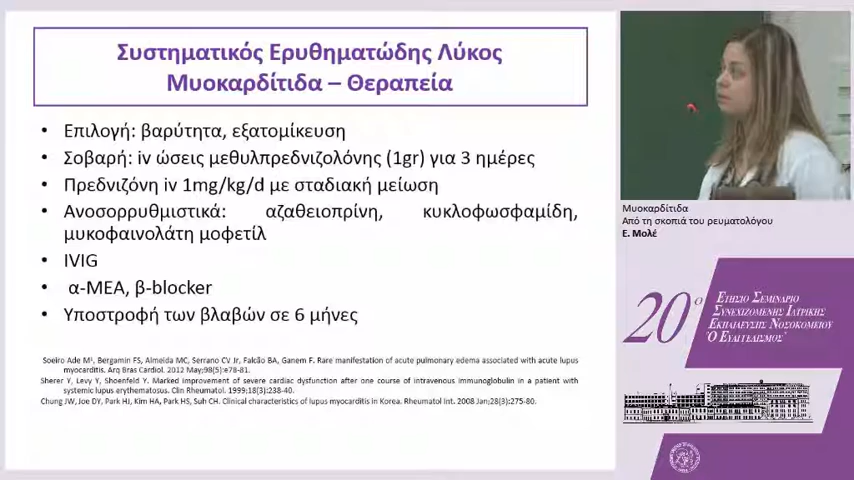 Συστηματικός Ερυθηματώδης Λύκος
Μυοκαρδίτιδα – Θεραπεία
• Επιλογή: βαρύτητα, εξατομίκευση
• Σοβαρή: iv ώσεις μεθυλπρεδνιζολόνης (1gr) για 3 ημέρες
• Πρεδνιζόνη iv 1mg/kg/d με σταδιακή μείωση
• Ανοσορρυθμιστικά: αζαθειοπρίνη, κυκλοφωσφαμίδη,
μυκοφαινολάτη μοφετίλ
• IVIG
• α-ΜΕΑ, β-blocker
• Υποστροφή των βλαβών σε 6 μήνες
Soeiro Ade M¹, Bergamin FS, Almeida MC, Serrano CV Jr, Falcão BA, Ganem F. Rare manifestation of acute pulmonary edema associated with acute lupus
myocarditis. Arq Bras Cardiol. 2012 May;98(5):e78-81.
Sherer Y, Levy Y, Shoenfeld Y. Marked improvement of severe cardiac dysfunction after one course of intravenous immunoglobulin in a patient with
systemic lupus erythematosus. Clin Rheumatol. 1999;18(3):238-40.
Chung JW, Joe DY, Park HJ, Kim HA, Park HS, Suh CH. Clinical characteristics of lupus myocarditis in Korea. Rheumatol Int. 2008 Jan;28(3):275-80.
Μυοκαρδίτιδα
Από τη σκοπιά του ρευματολόγου
Ε. Μολέ
20ο
ΕΤΗΣΙΟ ΣΕΜΙΝΑΡΙΟ
ΣΥΝΕΧΙΖΟΜΕΝΗΣ ΙΑΤΡΙΚΗΣ
ΕΚΠΑΙΔΕΥΣΗΣ ΝΟΣΟΚΟΜΕΙΟΥ
‘Ο ΕΥΑΓΓΕΛΙΣΜΟΣ’